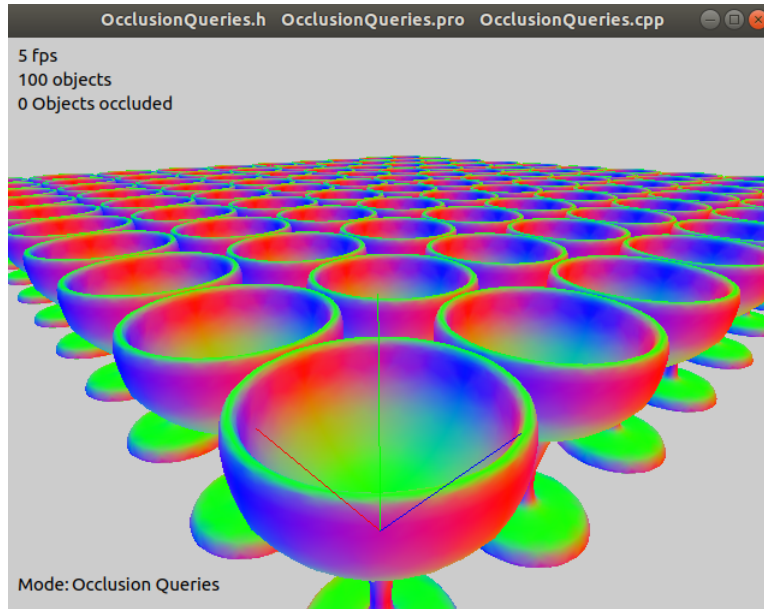 OcclusionQueries.h OcclusionQueries.pro OcclusionQueries.cpp
5 fps
100 objects
0 Objects occluded
Mode: Occlusion Queries